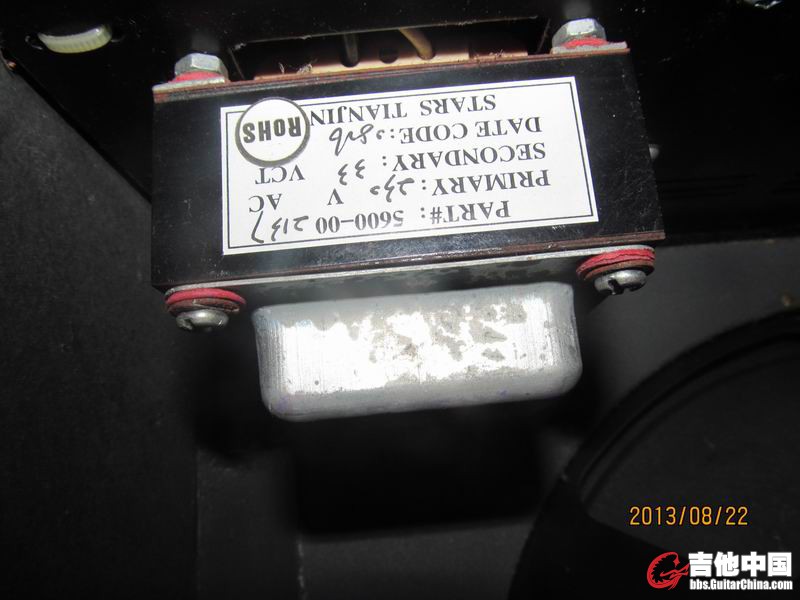 PART#: 5600-00
PRIMARY: 240 V AC
SECONDARY: 33 VCT
DATE CODE:
STARS TIANJIN
RoHS
2013/08/22
吉他中国
bbs.GuitarChina.com